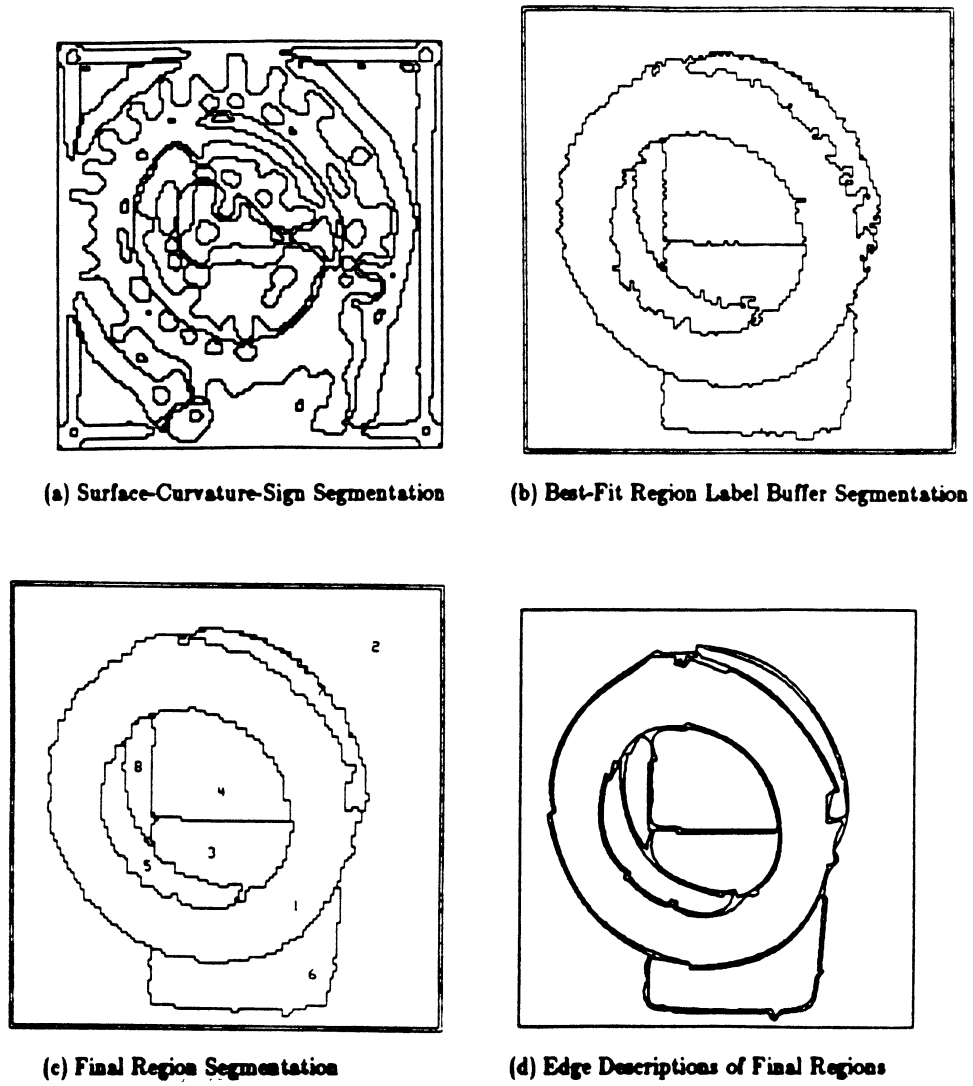 (a) Surface-Curvature-Sign Segmentation
(b) Best-Fit Region Label Buffer Segmentation
2
8
4
3
5
1
6
(c) Final Region Segmentation
(d) Edge Descriptions of Final Regions